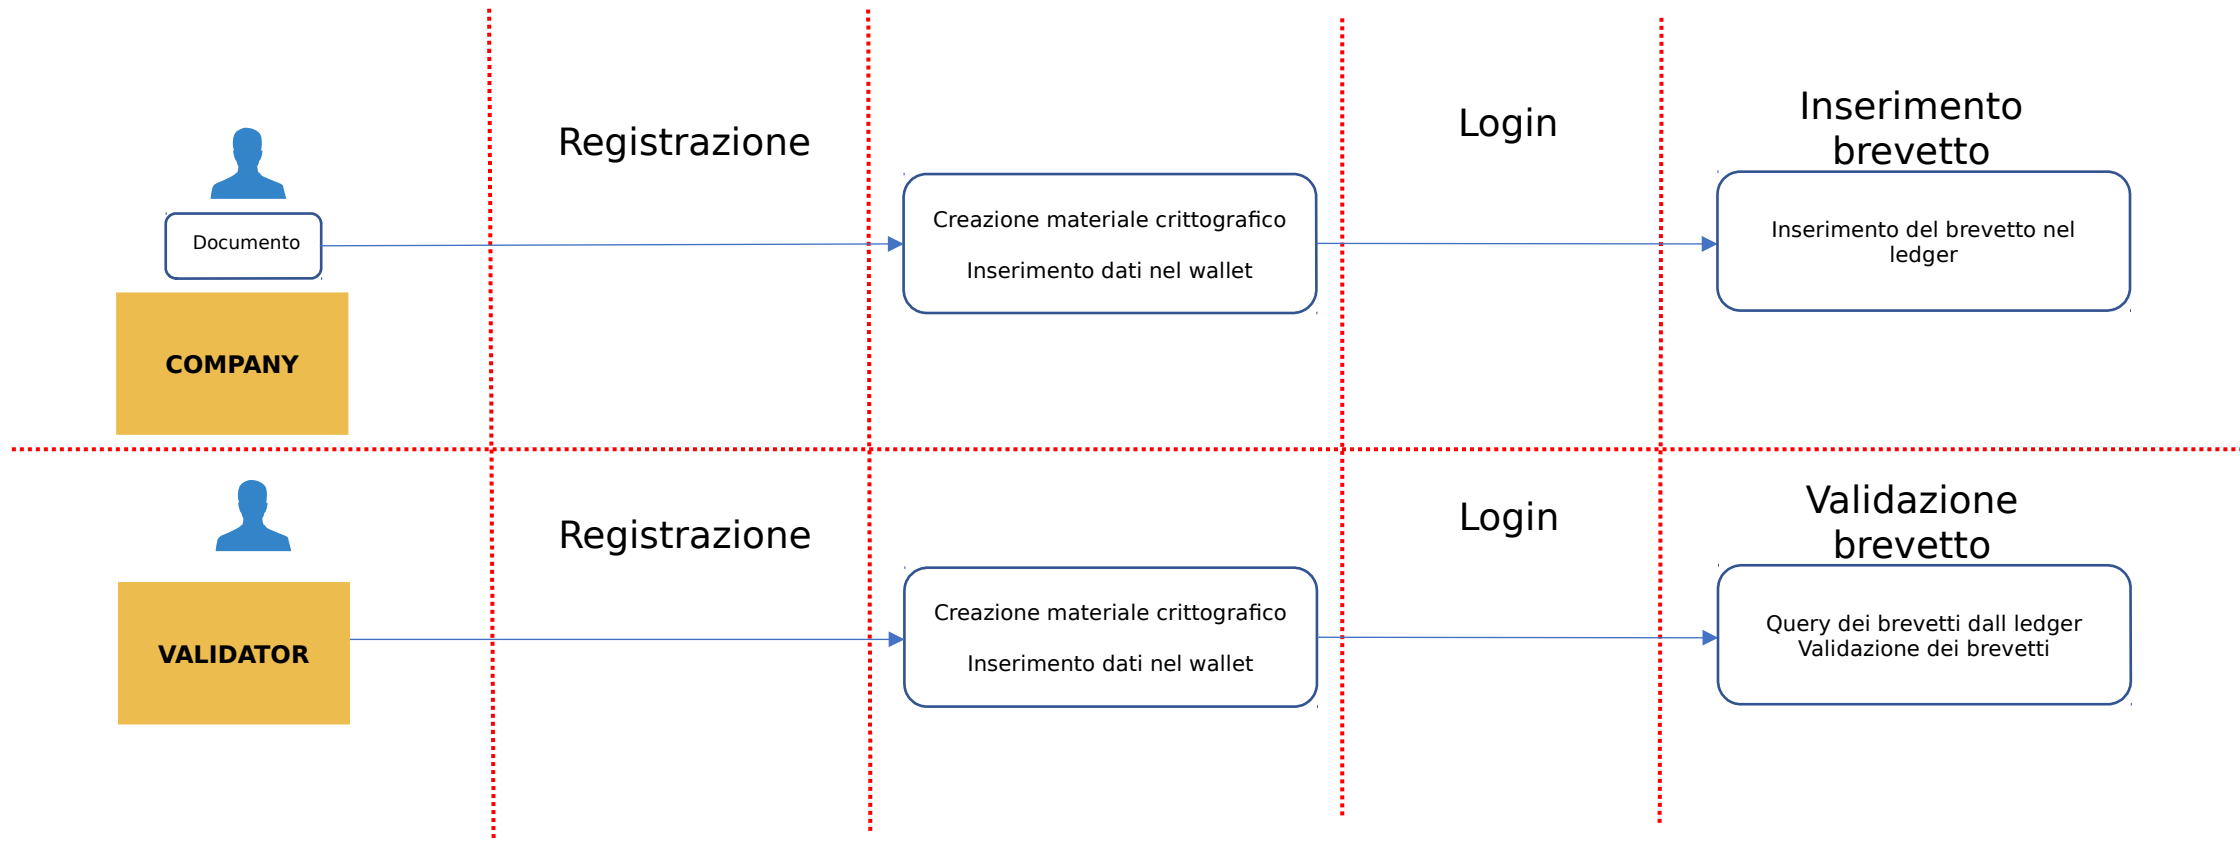 Registrazione
Login
Inserimento
brevetto
Documento
Creazione materiale crittografico
Inserimento dati nel wallet
Inserimento del brevetto nel
ledger
COMPANY
Registrazione
Login
Validazione
brevetto
VALIDATOR
Creazione materiale crittografico
Inserimento dati nel wallet
Query dei brevetti dall ledger
Validazione dei brevetti